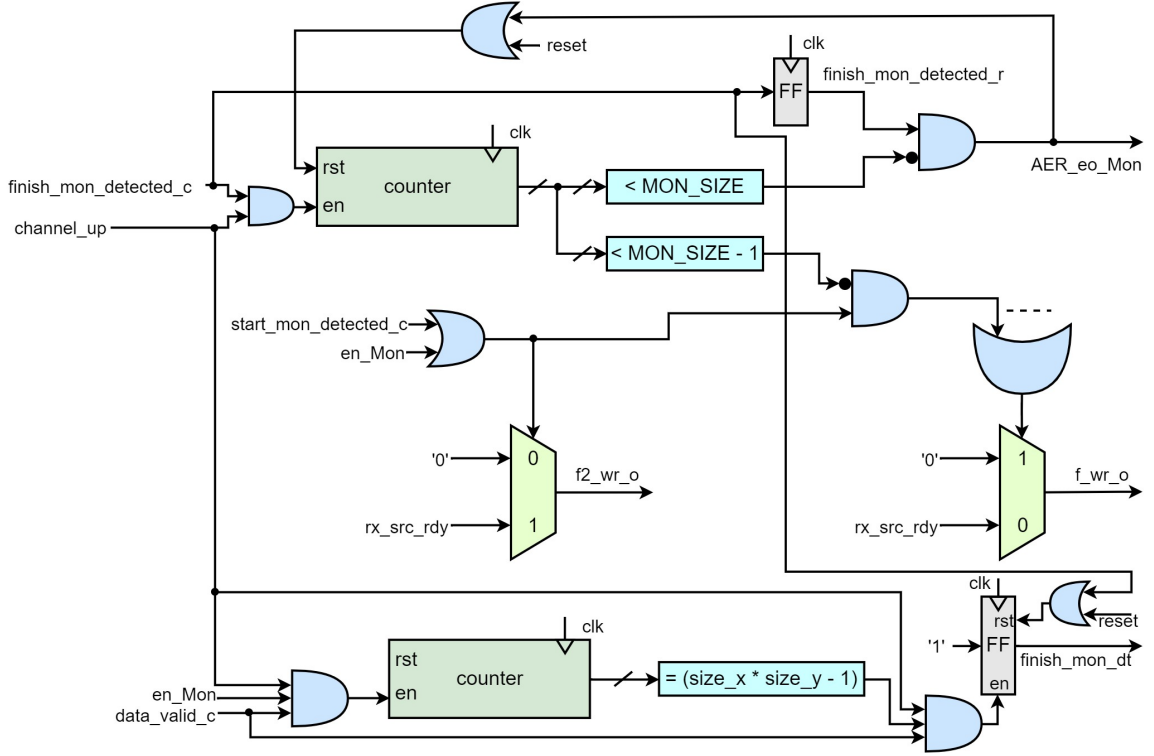 reset
clk
finish_mon_detected_r
FF
clk
AER_eo_Mon
rst
finish_mon_detected_c
counter
< MON_SIZE
en
channel_up
< MON_SIZE - 1
start_mon_detected_c
en_Mon
'0'
0
f2_wr_o
rx_src_rdy
1
'0'
1
f_wr_o
rx_src_rdy
0
clk
rst
reset
'1'
FF
finish_mon_dt
en
clk
rst
counter
en
= (size_x * size_y - 1)
en_Mon
data_valid_c